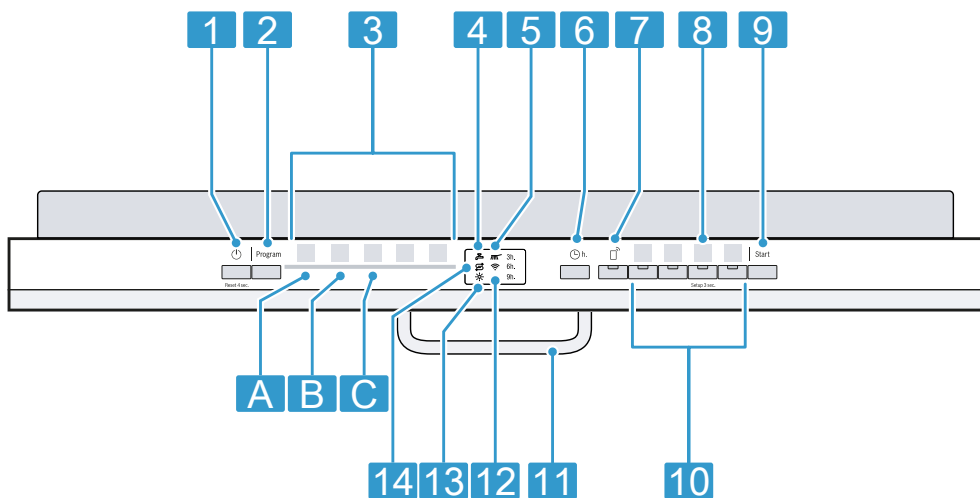 1 2 3 4 5 6 7 8 9
Program
3h.
h.
Start
6h.
9h.
Reset 4 sec.
Setup 3 sec.
A B C
14 13 12 11 10